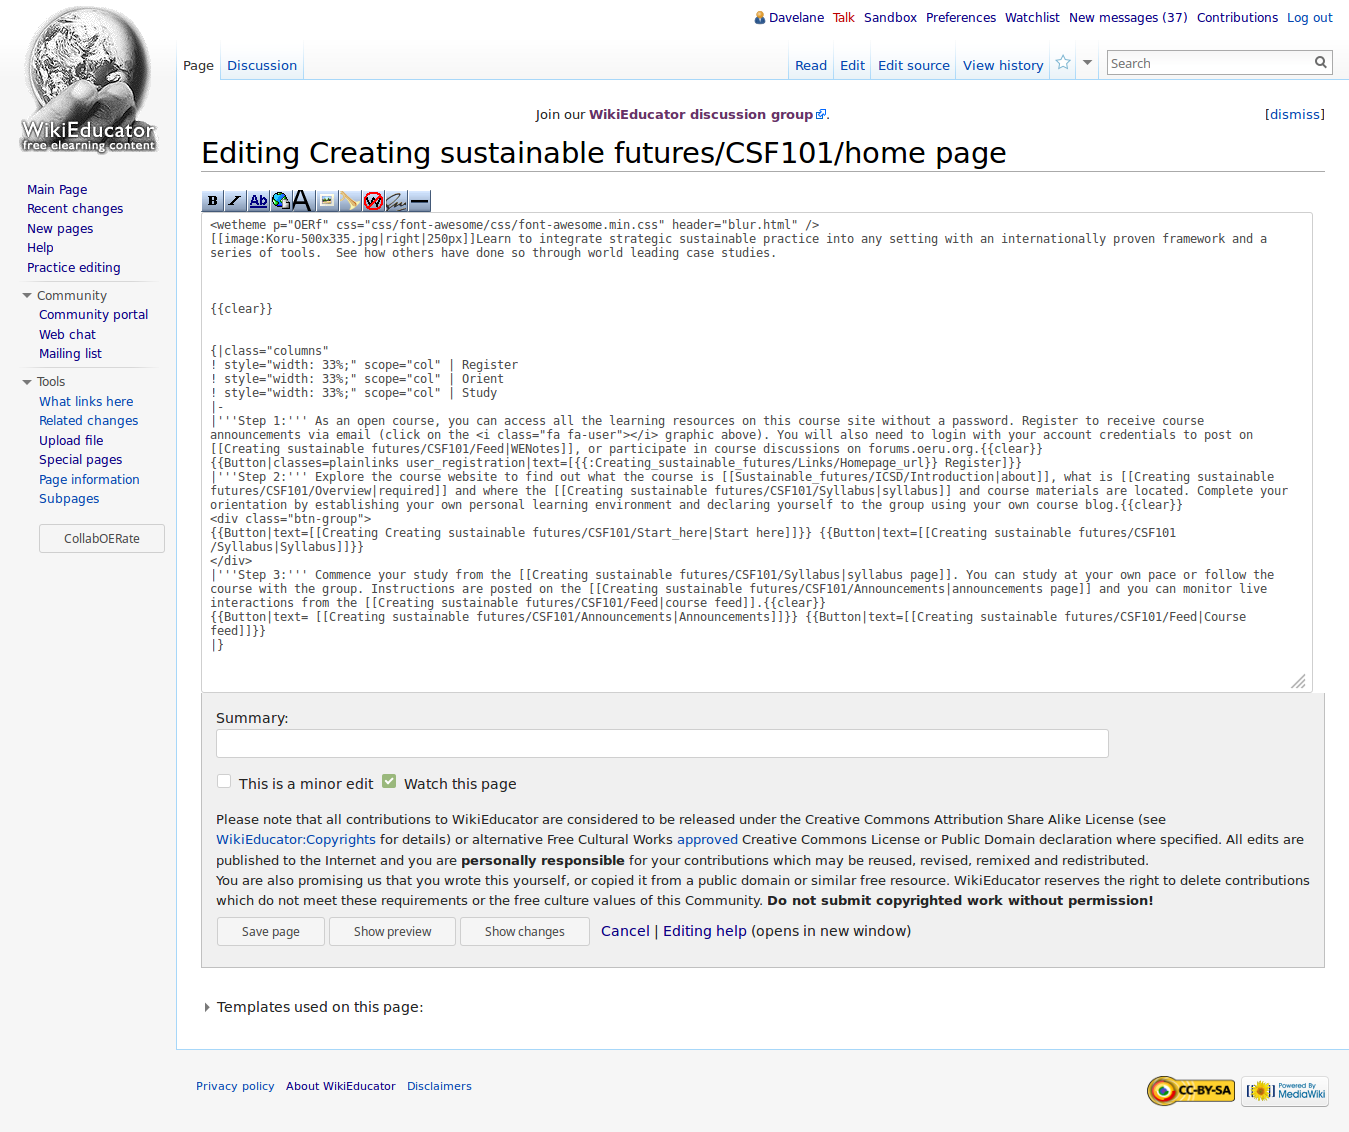 Davelane Talk Sandbox Preferences Watchlist New messages (37) Contributions Log out
Page Discussion Read Edit Edit source View history Search
WikiEducator
free elearning content
Main Page
Recent changes
New pages
Help
Practice editing
Community
Community portal
Web chat
Mailing list
Tools
What links here
Related changes
Upload file
Special pages
Page information
Subpages
CollabOERate
Join our WikiEducator discussion group. [dismiss]
Editing Creating sustainable futures/CSF101/home page
B I Ab A W
<wetheme p="OERf" css="css/font-awesome/css/font-awesome.min.css" header="blur.html" />
[[image:Koru-500x335.jpg|right|250px]]Learn to integrate strategic sustainable practice into any setting with an internationally proven framework and a
series of tools.  See how others have done so through world leading case studies.
{{clear}}
{|class="columns"
! style="width: 33%;" scope="col" | Register
! style="width: 33%;" scope="col" | Orient
! style="width: 33%;" scope="col" | Study
|-
|'''Step 1:''' As an open course, you can access all the learning resources on this course site without a password. Register to receive course
announcements via email (click on the <i class="fa fa-user"></i> graphic above). You will also need to login with your account credentials to post on
[[Creating sustainable futures/CSF101/Feed|WENotes]], or participate in course discussions on forums.oeru.org.{{clear}}
{{Button|classes=plainlinks user_registration|text=[{{:Creating_sustainable_futures/Links/Homepage_url}} Register]}}
|'''Step 2:''' Explore the course website to find out what the course is [[Sustainable_futures/ICSD/Introduction|about]], what is [[Creating sustainable
futures/CSF101/Overview|required]] and where the [[Creating sustainable futures/CSF101/Syllabus|syllabus]] and course materials are located. Complete your
orientation by establishing your own personal learning environment and declaring yourself to the group using your own course blog.{{clear}}
<div class="btn-group">
{{Button|text=[[Creating Creating sustainable futures/CSF101/Start_here|Start here]]}} {{Button|text=[[Creating sustainable futures/CSF101
/Syllabus|Syllabus]]}}
</div>
|'''Step 3:''' Commence your study from the [[Creating sustainable futures/CSF101/Syllabus|syllabus page]]. You can study at your own pace or follow the
course with the group. Instructions are posted on the [[Creating sustainable futures/CSF101/Announcements|announcements page]] and you can monitor live
interactions from the [[Creating sustainable futures/CSF101/Feed|course feed]].{{clear}}
{{Button|text= [[Creating sustainable futures/CSF101/Announcements|Announcements]]}} {{Button|text=[[Creating sustainable futures/CSF101/Feed|Course
feed]]}}
|}
Summary:
This is a minor edit Watch this page
Please note that all contributions to WikiEducator are considered to be released under the Creative Commons Attribution Share Alike License (see
WikiEducator:Copyrights for details) or alternative Free Cultural Works approved Creative Commons License or Public Domain declaration where specified. All edits are
published to the Internet and you are personally responsible for your contributions which may be reused, revised, remixed and redistributed.
You are also promising us that you wrote this yourself, or copied it from a public domain or similar free resource. WikiEducator reserves the right to delete contributions
which do not meet these requirements or the free culture values of this Community. Do not submit copyrighted work without permission!
Save page Show preview Show changes Cancel | Editing help (opens in new window)
Templates used on this page:
Privacy policy About WikiEducator Disclaimers
CC-BY-SA
Powered By
MediaWiki